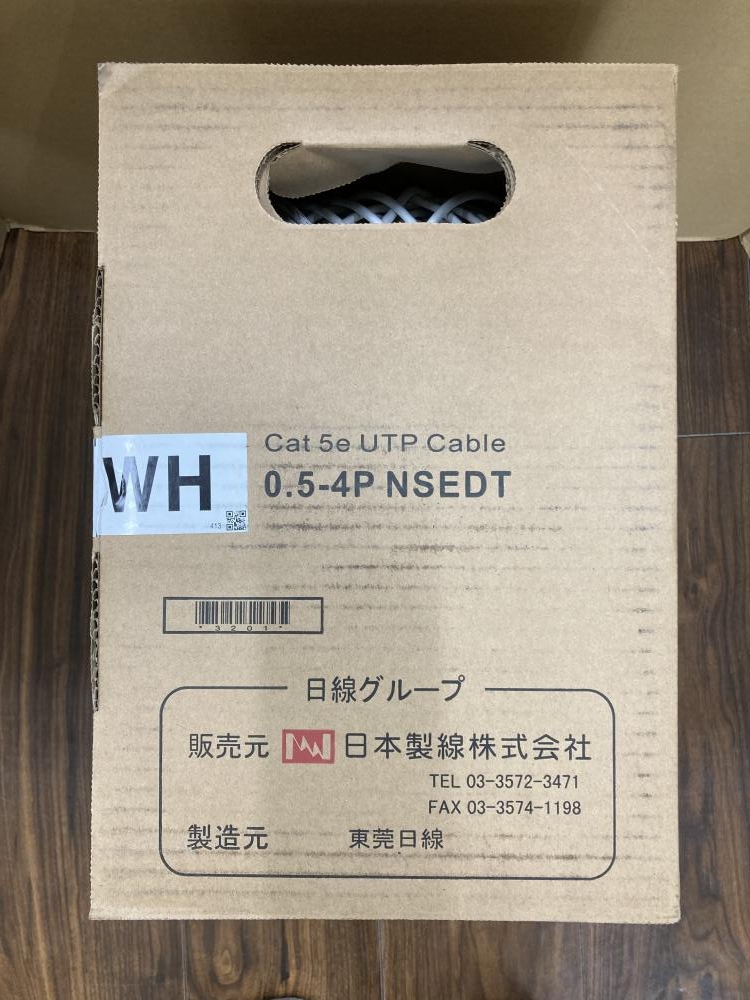 Cat 5e UTP Cable
0.5-4P NSEDT
WH
413
*3201*
日線グループ
販売元 日本製線株式会社
TEL 03-3572-3471
FAX 03-3574-1198
製造元 東莞日線